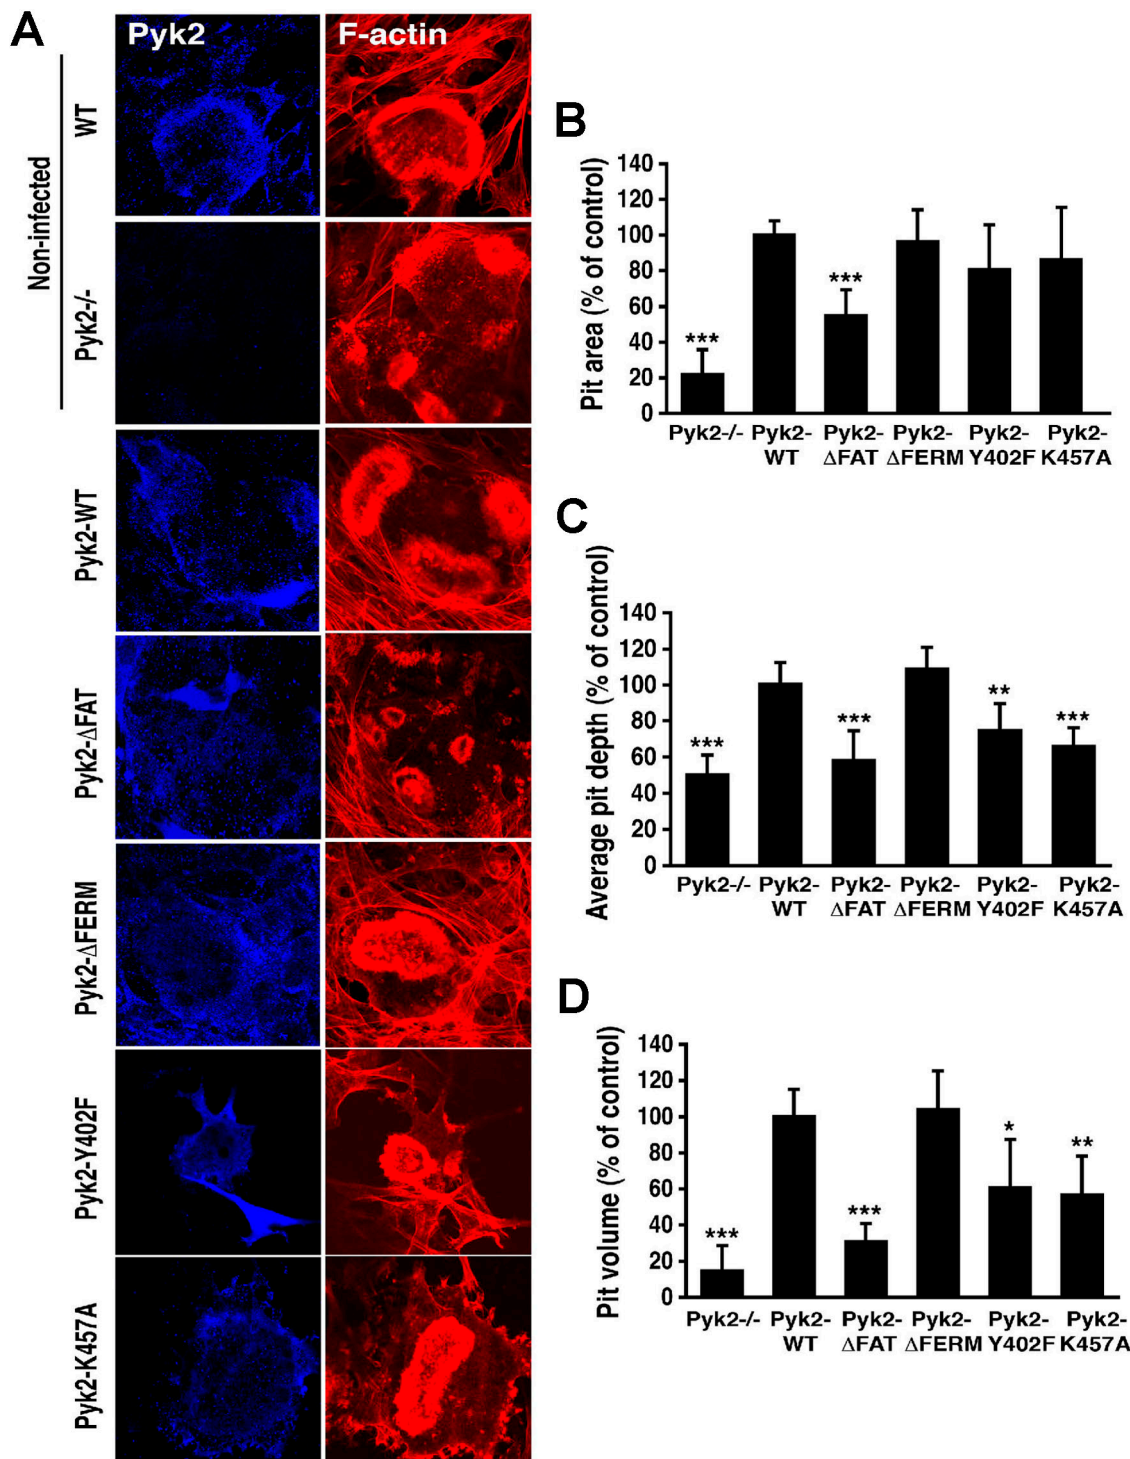 A
Pyk2
F-actin
Non-infected
WT
Pyk2-/-
Pyk2-WT
Pyk2-ΔFAT
Pyk2-ΔFERM
Pyk2-Y402F
Pyk2-K457A
B
Pit area (% of control)
140
120
100
80
60
40
20
0
***
***
Pyk2-/- Pyk2- Pyk2- Pyk2- Pyk2- Pyk2-
WT ΔFAT ΔFERM Y402F K457A
C
Average pit depth (% of control)
140
120
100
80
60
40
20
0
***
***
**
***
Pyk2-/- Pyk2- Pyk2- Pyk2- Pyk2- Pyk2-
WT ΔFAT ΔFERM Y402F K457A
D
Pit volume (% of control)
140
120
100
80
60
40
20
0
***
***
*
**
Pyk2-/- Pyk2- Pyk2- Pyk2- Pyk2- Pyk2-
WT ΔFAT ΔFERM Y402F K457A